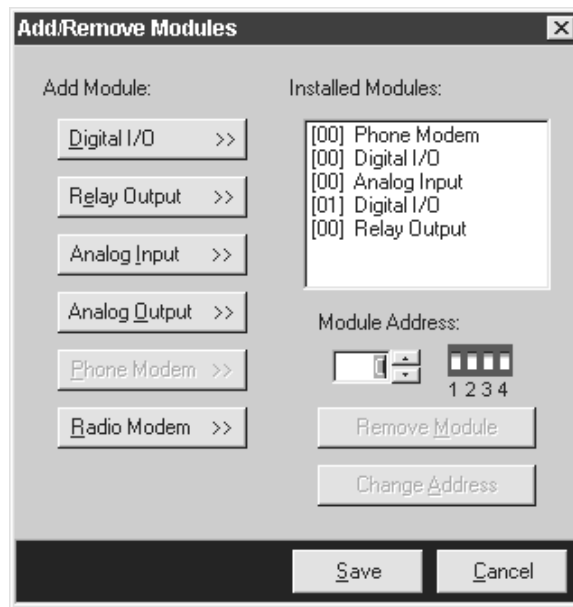 Add/Remove Modules
Add Module:
Digital I/O >>
Relay Output >>
Analog Input >>
Analog Output >>
Phone Modem >>
Radio Modem >>
Installed Modules:
[00] Phone Modem
[00] Digital I/O
[00] Analog Input
[01] Digital I/O
[00] Relay Output
Module Address:
0
1 2 3 4
Remove Module
Change Address
Save
Cancel